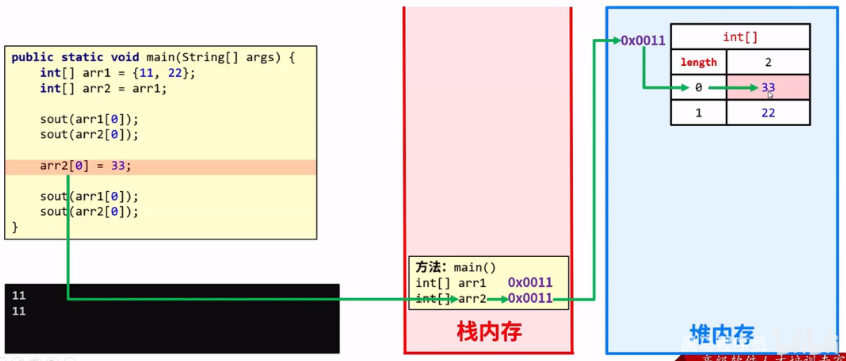 public static void main(String[] args) {
int[] arr1 = {11, 22};
int[] arr2 = arr1;
sout(arr1[0]);
sout(arr2[0]);
arr2[0] = 33;
sout(arr1[0]);
sout(arr2[0]);
}
11
11
方法：main()
int[] arr1 0x0011
int[] arr2 0x0011
栈内存
0x0011
int[]
length 2
0 33
1 22
堆内存